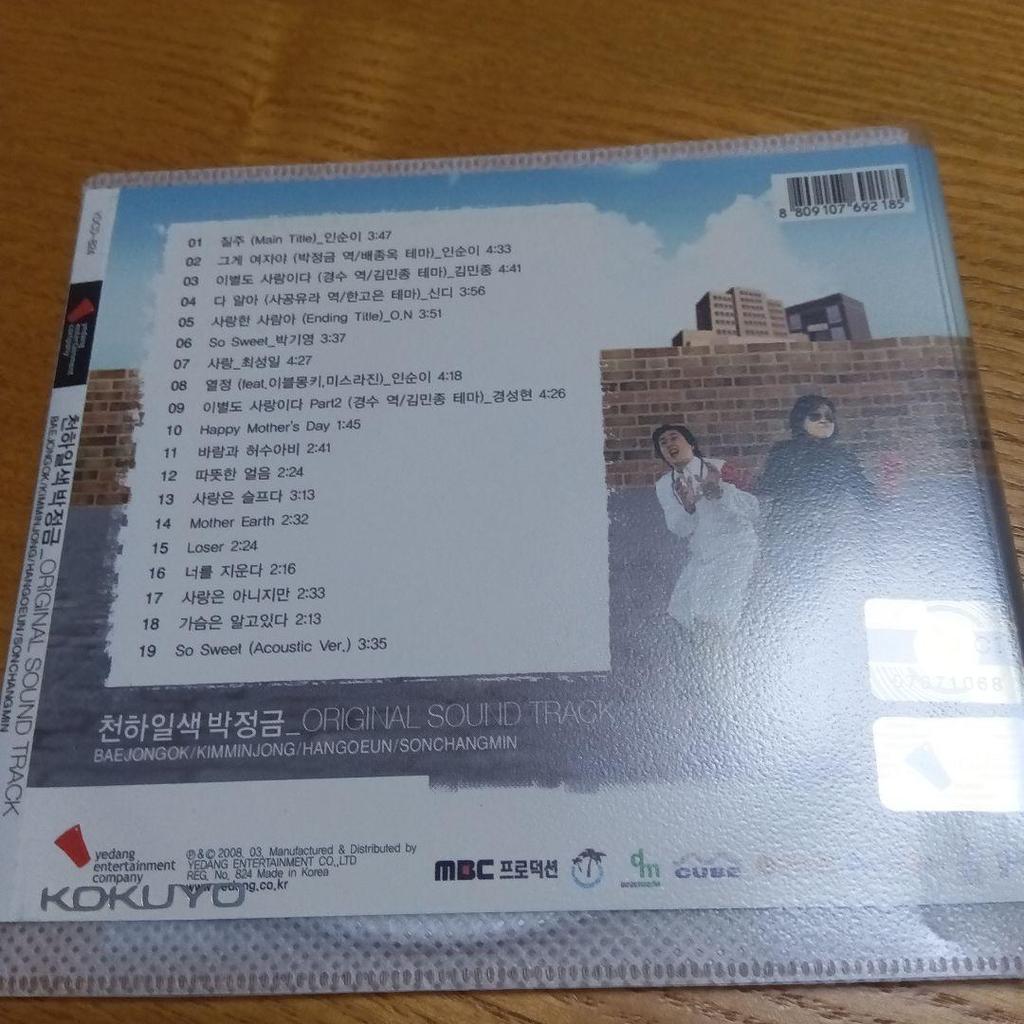 8 809107 692185
01 질주 (Main Title)_인순이 3:47
02 그게 여자야 (박정금 역/배종옥 테마)_인순이 4:33
03 이별도 사랑이다 (경수 역/김민종 테마)_김민종 4:41
04 다 알아 (사공유라 역/한고은 테마)_신디 3:56
05 사랑한 사람아 (Ending Title)_O.N 3:51
06 So Sweet_박기영 3:37
07 사랑_최성일 4:27
08 열정 (feat.이블몽키,미스라진)_인순이 4:18
09 이별도 사랑이다 Part2 (경수 역/김민종 테마)_경성현 4:26
10 Happy Mother's Day 1:45
11 바람과 허수아비 2:41
12 따뜻한 얼음 2:24
13 사랑은 슬프다 3:13
14 Mother Earth 2:32
15 Loser 2:24
16 너를 지운다 2:16
17 사랑은 아니지만 2:33
18 가슴은 알고있다 2:13
19 So Sweet (Acoustic Ver.) 3:35
천하일색 박정금_ORIGINAL SOUND TRACK
BAEJONGOK/KIMMINJONG/HANGOEUN/SONCHANGMIN
yedang
entertainment
company
천하일색 박정금_ORIGINAL SOUND TRACK
BAEJONGOK/KIMMINJONG/HANGOEUN/SONCHANGMIN
07371068
yedang
entertainment
company
℗&© 2008. 03. Manufactured & Distributed by
YEDANG ENTERTAINMENT CO.,LTD
REG. No. 824 Made in Korea
www.yedang.co.kr
MBC 프로덕션
dm
CUBE
KOKUYO